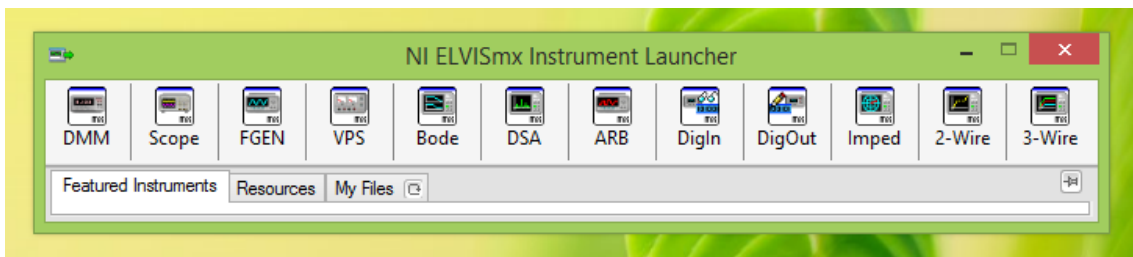 NI ELVISmx Instrument Launcher
DMM Scope FGEN VPS Bode DSA ARB DigIn DigOut Imped 2-Wire 3-Wire
Featured Instruments Resources My Files